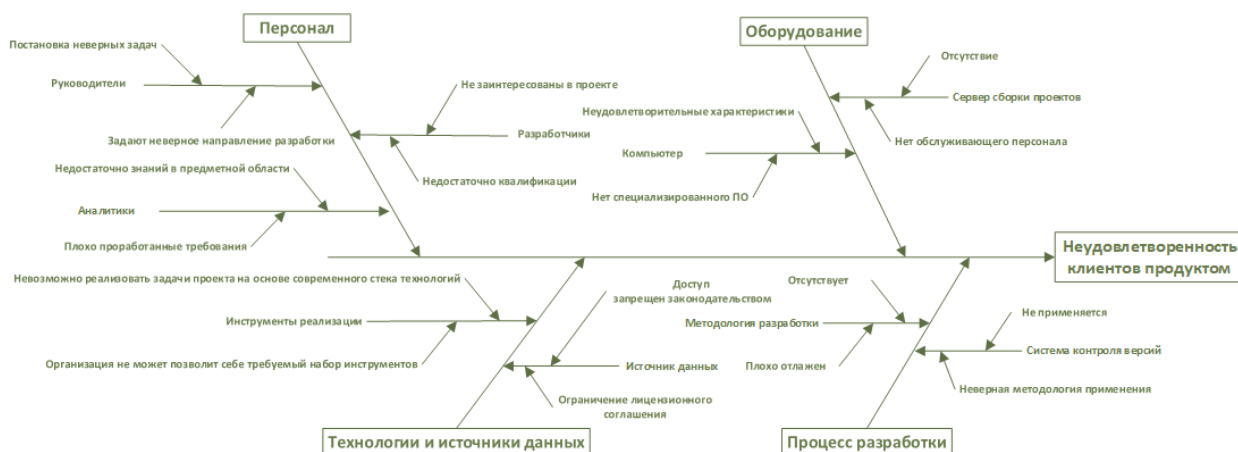 Персонал
Оборудование
Постановка неверных задач
Руководители
Задают неверное направление разработки
Не заинтересованы в проекте
Разработчики
Недостаточно квалификации
Недостаточно знаний в предметной области
Аналитики
Плохо проработанные требования
Отсутствие
Сервер сборки проектов
Нет обслуживающего персонала
Неудовлетворительные характеристики
Компьютер
Нет специализированного ПО
Неудовлетворенность
клиентов продуктом
Невозможно реализовать задачи проекта на основе современного стека технологий
Инструменты реализации
Организация не может позволит себе требуемый набор инструментов
Доступ
запрещен законодательством
Источник данных
Ограничение лицензионного
соглашения
Отсутствует
Методология разработки
Плохо отлажен
Не применяется
Система контроля версий
Неверная методология применения
Технологии и источники данных
Процесс разработки